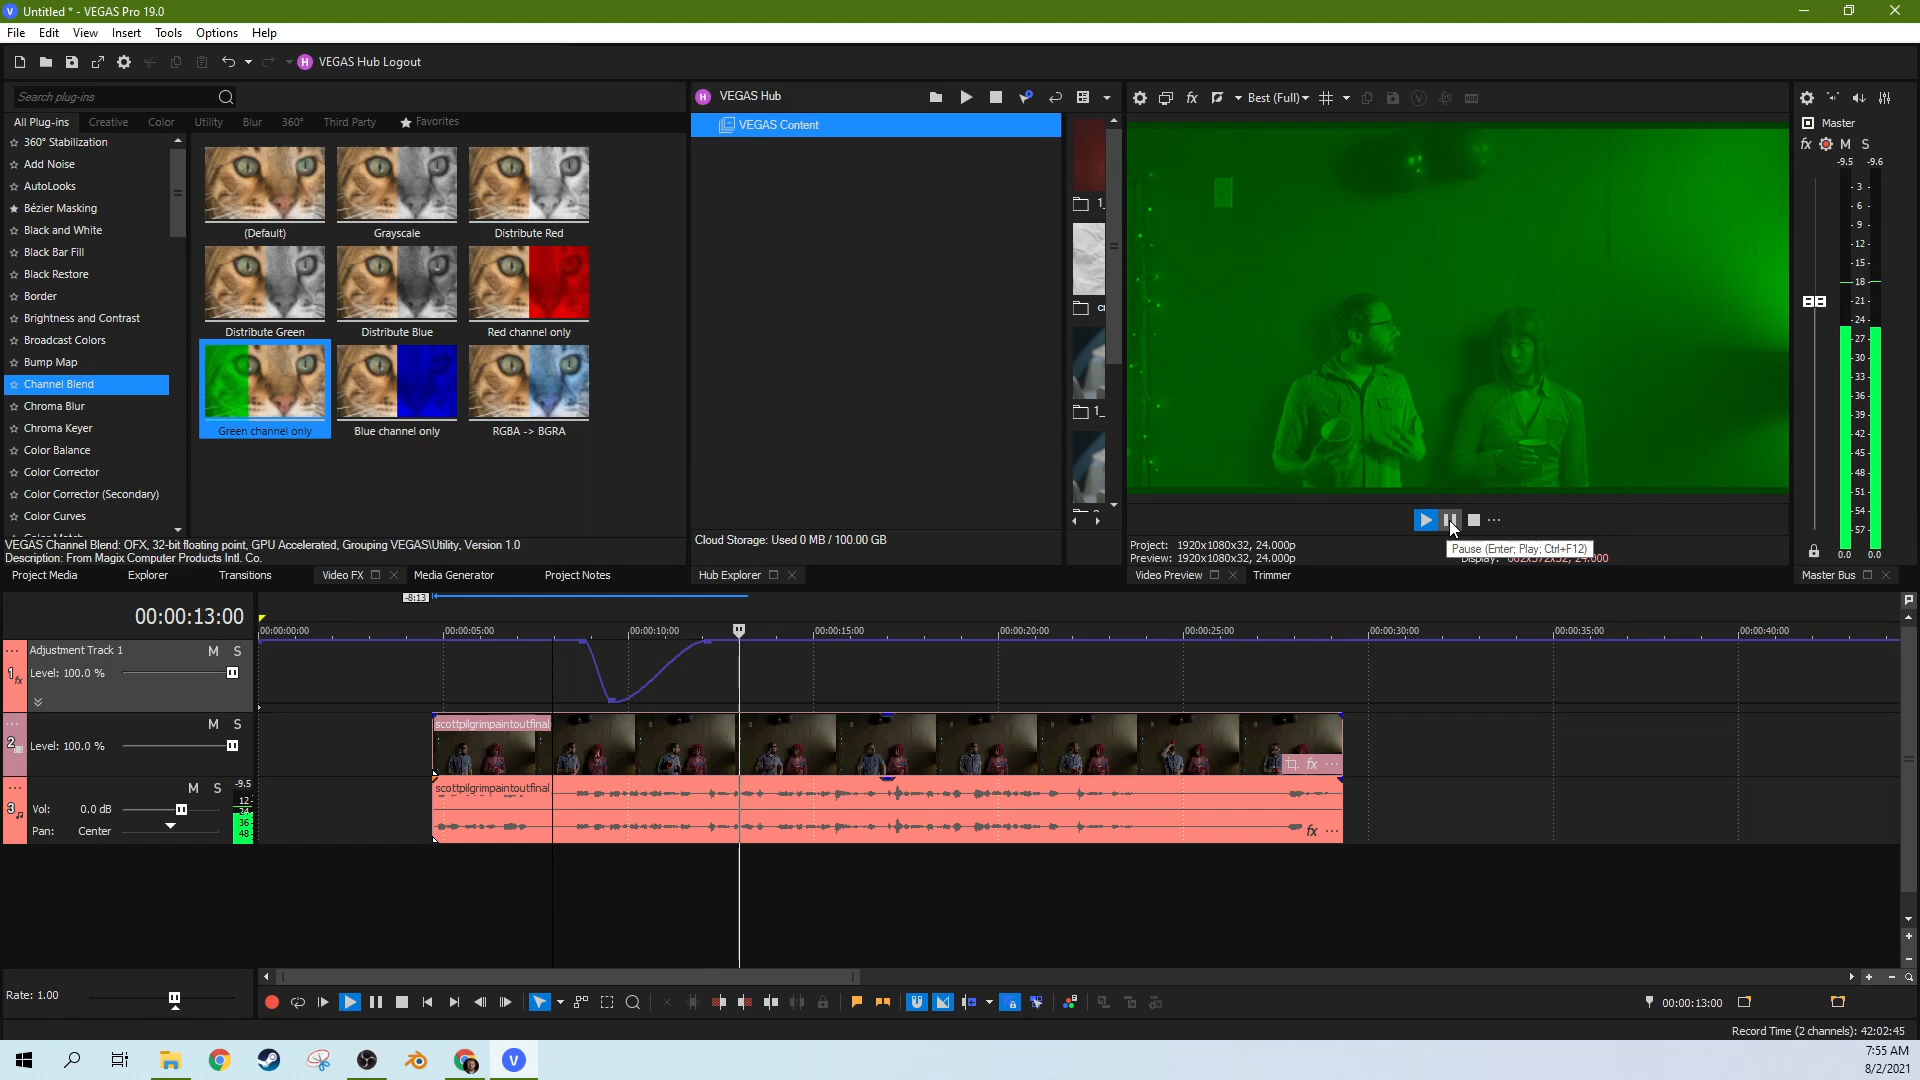 Untitled * - VEGAS Pro 19.0
File Edit View Insert Tools Options Help
VEGAS Hub Logout
Search plug-ins
All Plug-ins Creative Color Utility Blur 360° Third Party Favorites
360° Stabilization
Add Noise
AutoLooks
Bézier Masking
Black and White
Black Bar Fill
Black Restore
Border
Brightness and Contrast
Broadcast Colors
Bump Map
Channel Blend
Chroma Blur
Chroma Keyer
Color Balance
Color Corrector
Color Corrector (Secondary)
Color Curves
(Default) Grayscale Distribute Red
Distribute Green Distribute Blue Red channel only
Green channel only Blue channel only RGBA -> BGRA
VEGAS Channel Blend: OFX, 32-bit floating point, GPU Accelerated, Grouping VEGAS\Utility, Version 1.0
Description: From Magix Computer Products Intl. Co.
Project Media Explorer Transitions Video FX Media Generator Project Notes
VEGAS Hub
VEGAS Content
Cloud Storage: Used 0 MB / 100.00 GB
Hub Explorer
Best (Full)
Pause (Enter; Play; Ctrl+F12)
Project: 1920x1080x32, 24.000p
Preview: 1920x1080x32, 24.000p
Video Preview Trimmer
Master
fx M S
-9.5 -9.6
- 3 -
- 6 -
- 9 -
-12-
-15-
-18-
-21-
-24-
-27-
-30-
-33-
-36-
-39-
-42-
-45-
-48-
-51-
-54-
-57-
0.0 0.0
Master Bus
00:00:13:00
-8:13
00:00:00:00 00:00:05:00 00:00:10:00 00:00:15:00 00:00:20:00 00:00:25:00 00:00:30:00 00:00:35:00 00:00:40:00
Adjustment Track 1 M S
1 fx Level: 100.0 %
M S
2 Level: 100.0 %
scottpilgrimpaintoutfinal
fx
M S -9.5
3 Vol: 0.0 dB
Pan: Center
12
24
36
48
scottpilgrimpaintoutfinal
fx
Rate: 1.00
00:00:13:00
Record Time (2 channels): 42:02:45
7:55 AM
8/2/2021